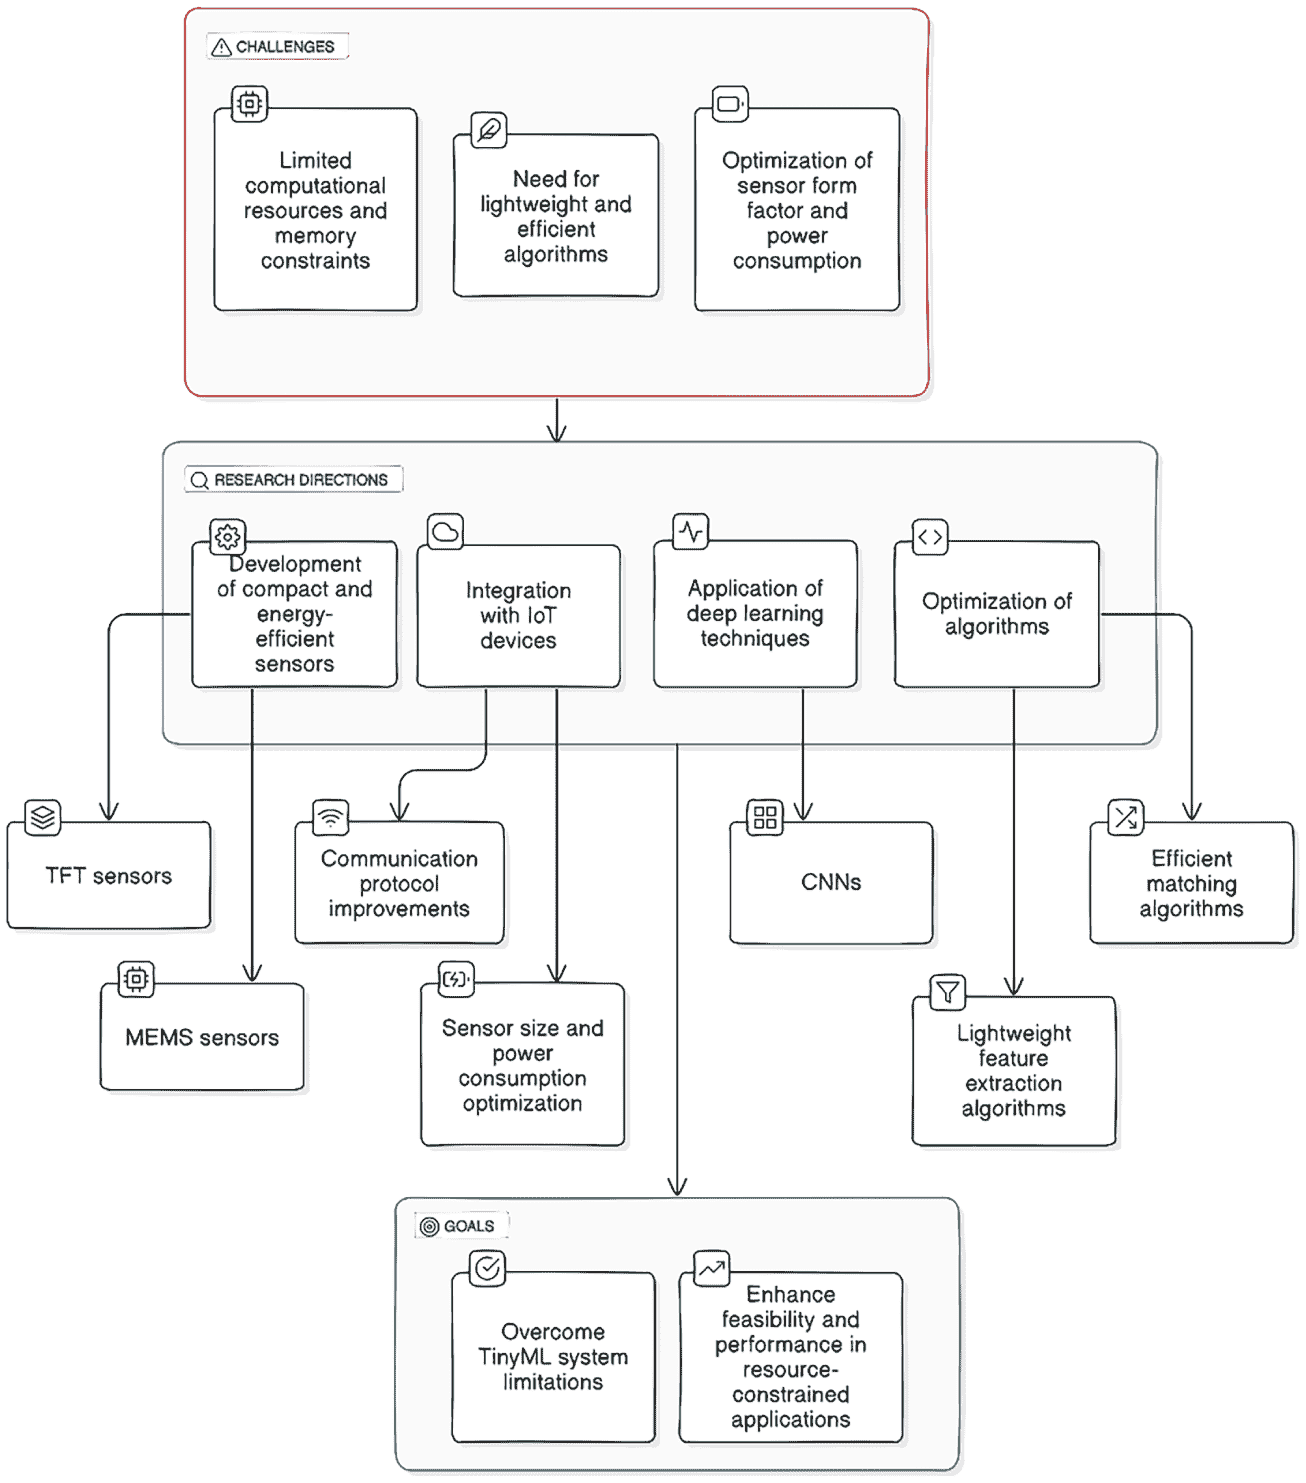 CHALLENGES
Limited
computational
resources and
memory
constraints
Need for
lightweight and
efficient
algorithms
Optimization of
sensor form
factor and
power
consumption
RESEARCH DIRECTIONS
Development
of compact and
energy-
efficient
sensors
Integration
with IoT
devices
Application of
deep learning
techniques
Optimization of
algorithms
TFT sensors
Communication
protocol
improvements
CNNs
Efficient
matching
algorithms
MEMS sensors
Sensor size and
power
consumption
optimization
Lightweight
feature
extraction
algorithms
GOALS
Overcome
TinyML system
limitations
Enhance
feasibility and
performance in
resource-
constrained
applications